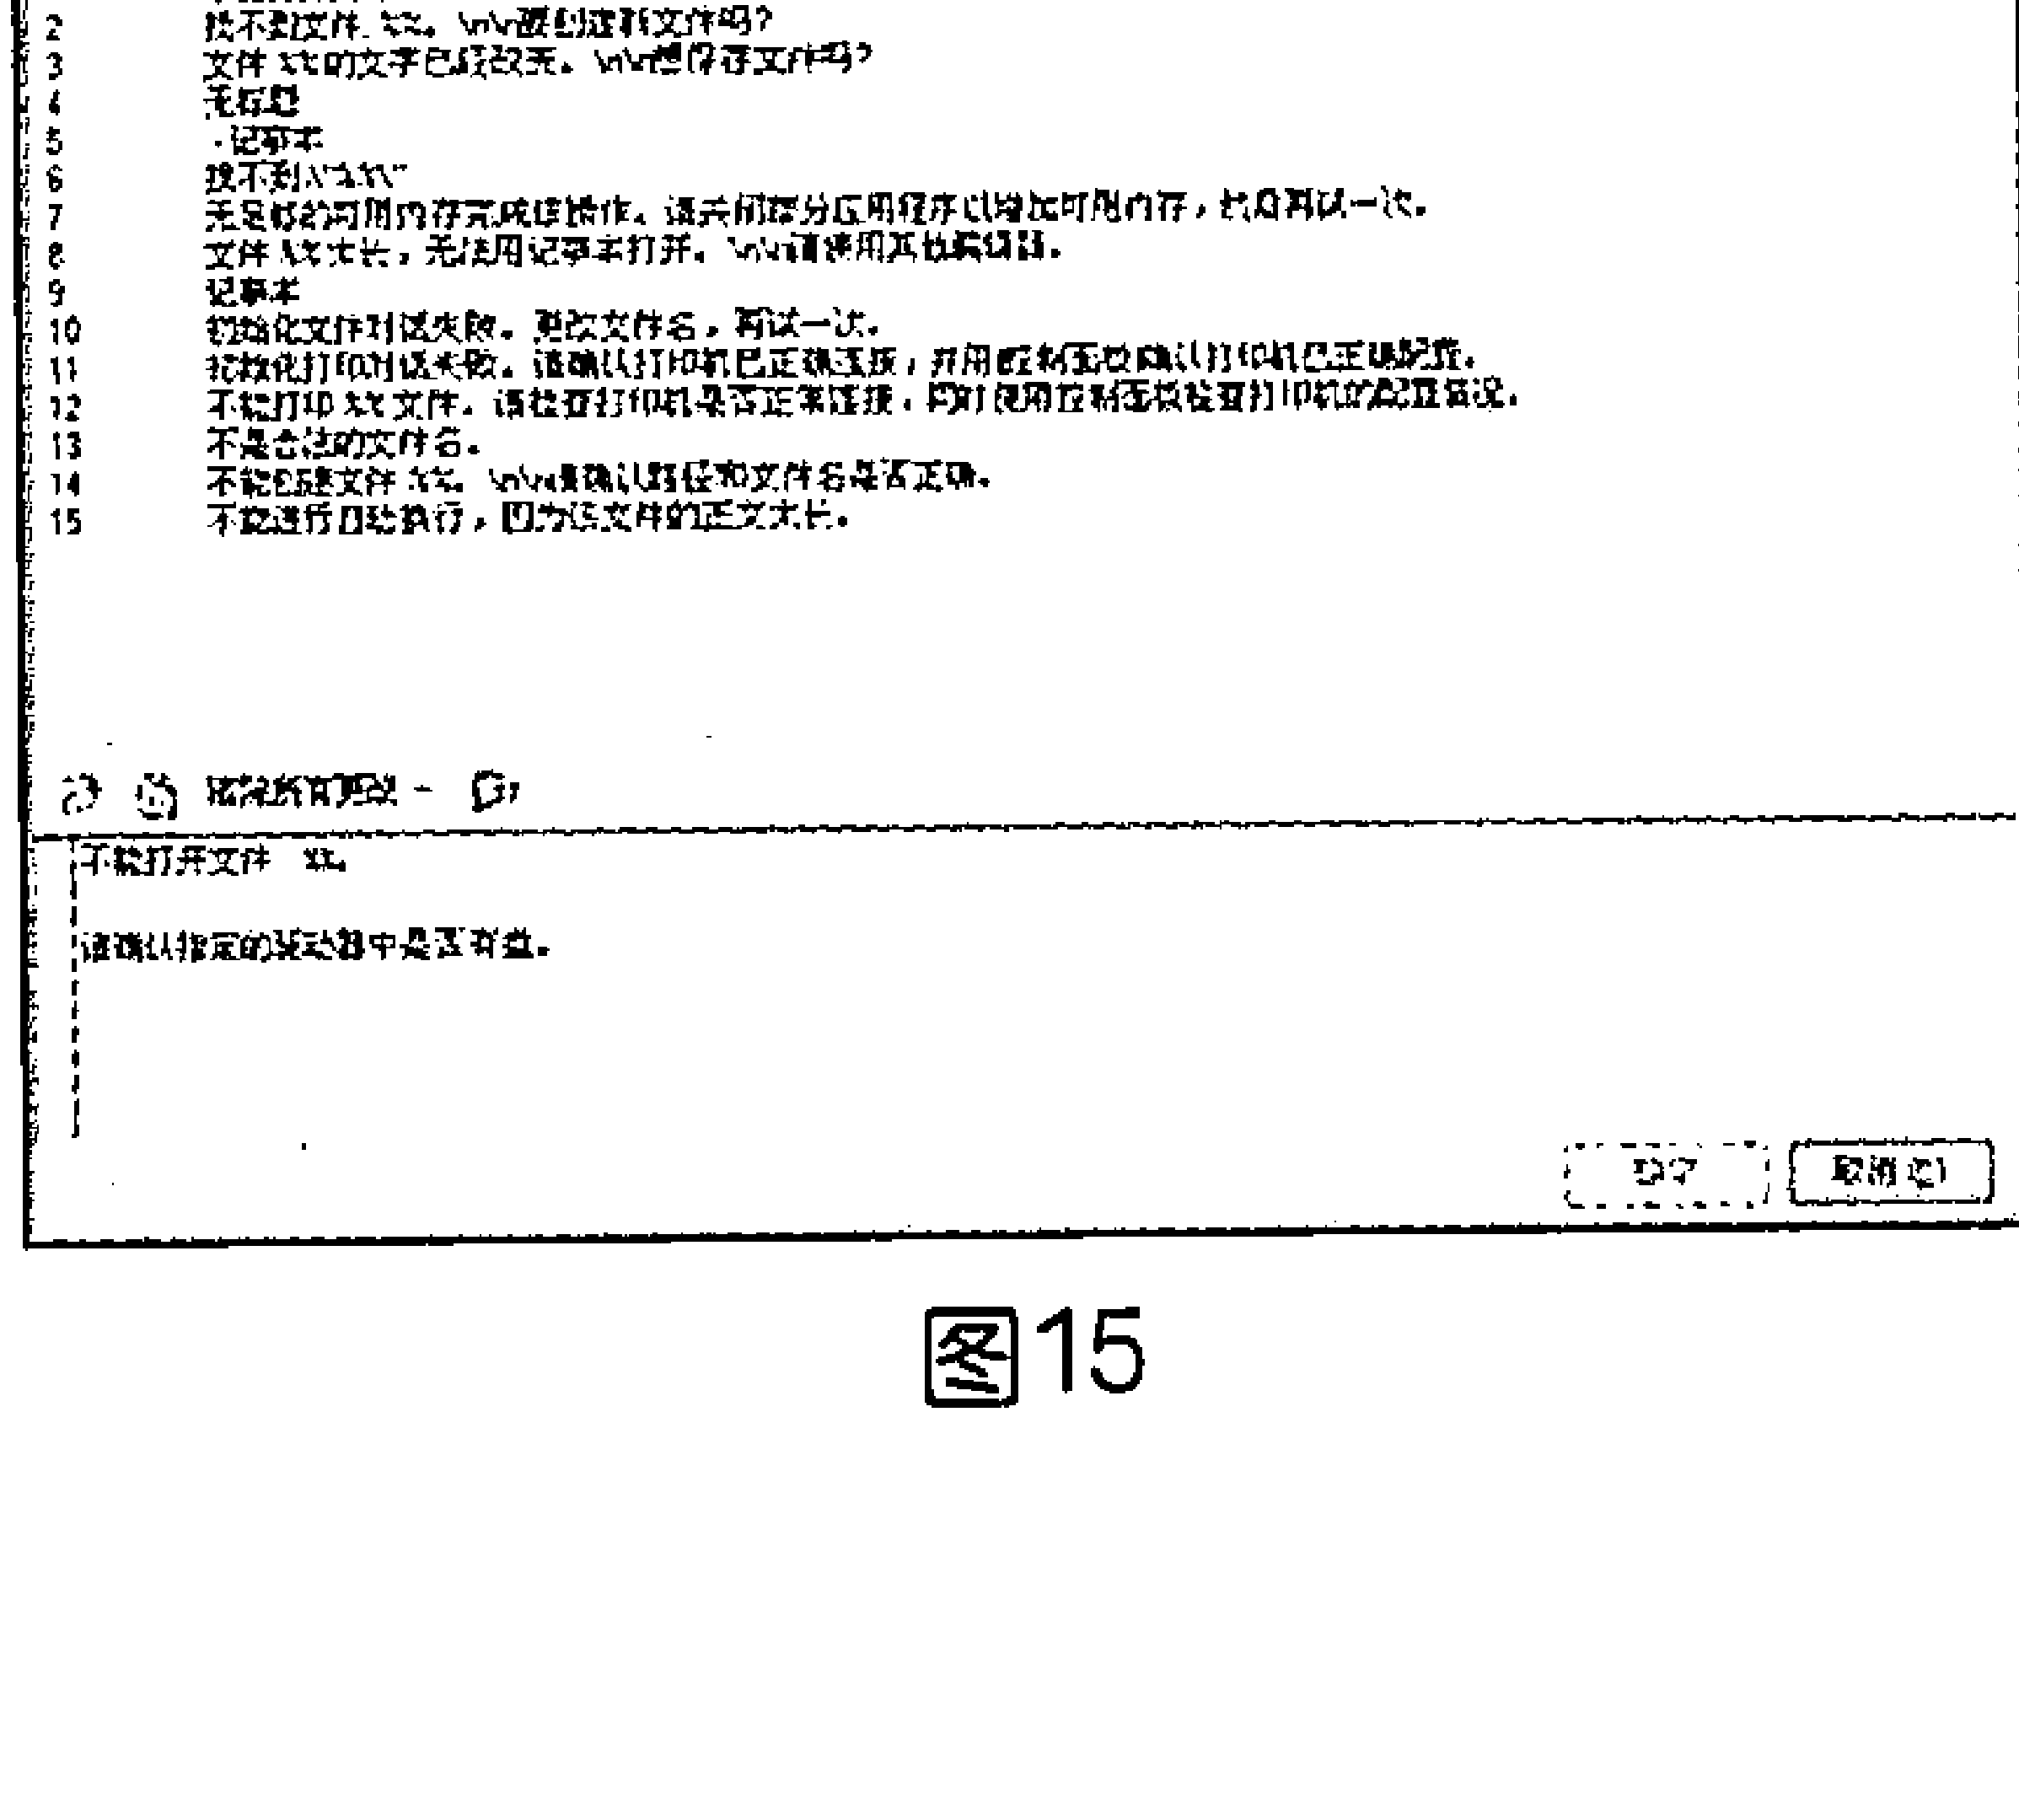 2 找不到文件 %%。\n\n要创建新文件吗?
3 文件 %%的文字已经改变。\n\n想保存文件吗?
4 无标题
5 -记事本
6 找不到\"%%\"
7 无足够的可用内存完成该操作。请关闭部分应用程序以增加可用内存，然后再试一次。
8 文件 %%太长，无法用记事本打开。\n\n请使用其他编辑器。
9 记事本
10 初始化文件对话失败。更改文件名，再试一次。
11 初始化打印对话失败。请确认打印机已正确连接，并用控制面板确认打印机已正确配置。
12 不能打印 %% 文件。请检查打印机是否正常连接，同时使用控制面板检查打印机的配置情况。
13 不是合法的文件名。
14 不能创建文件 %%。\n\n请确认路径和文件名是否正确。
15 不能进行自动换行，因为该文件的正文太长。
所有更改
不能打开文件 %%。
请确认指定的驱动器中是否有盘。
取消(C)
图15